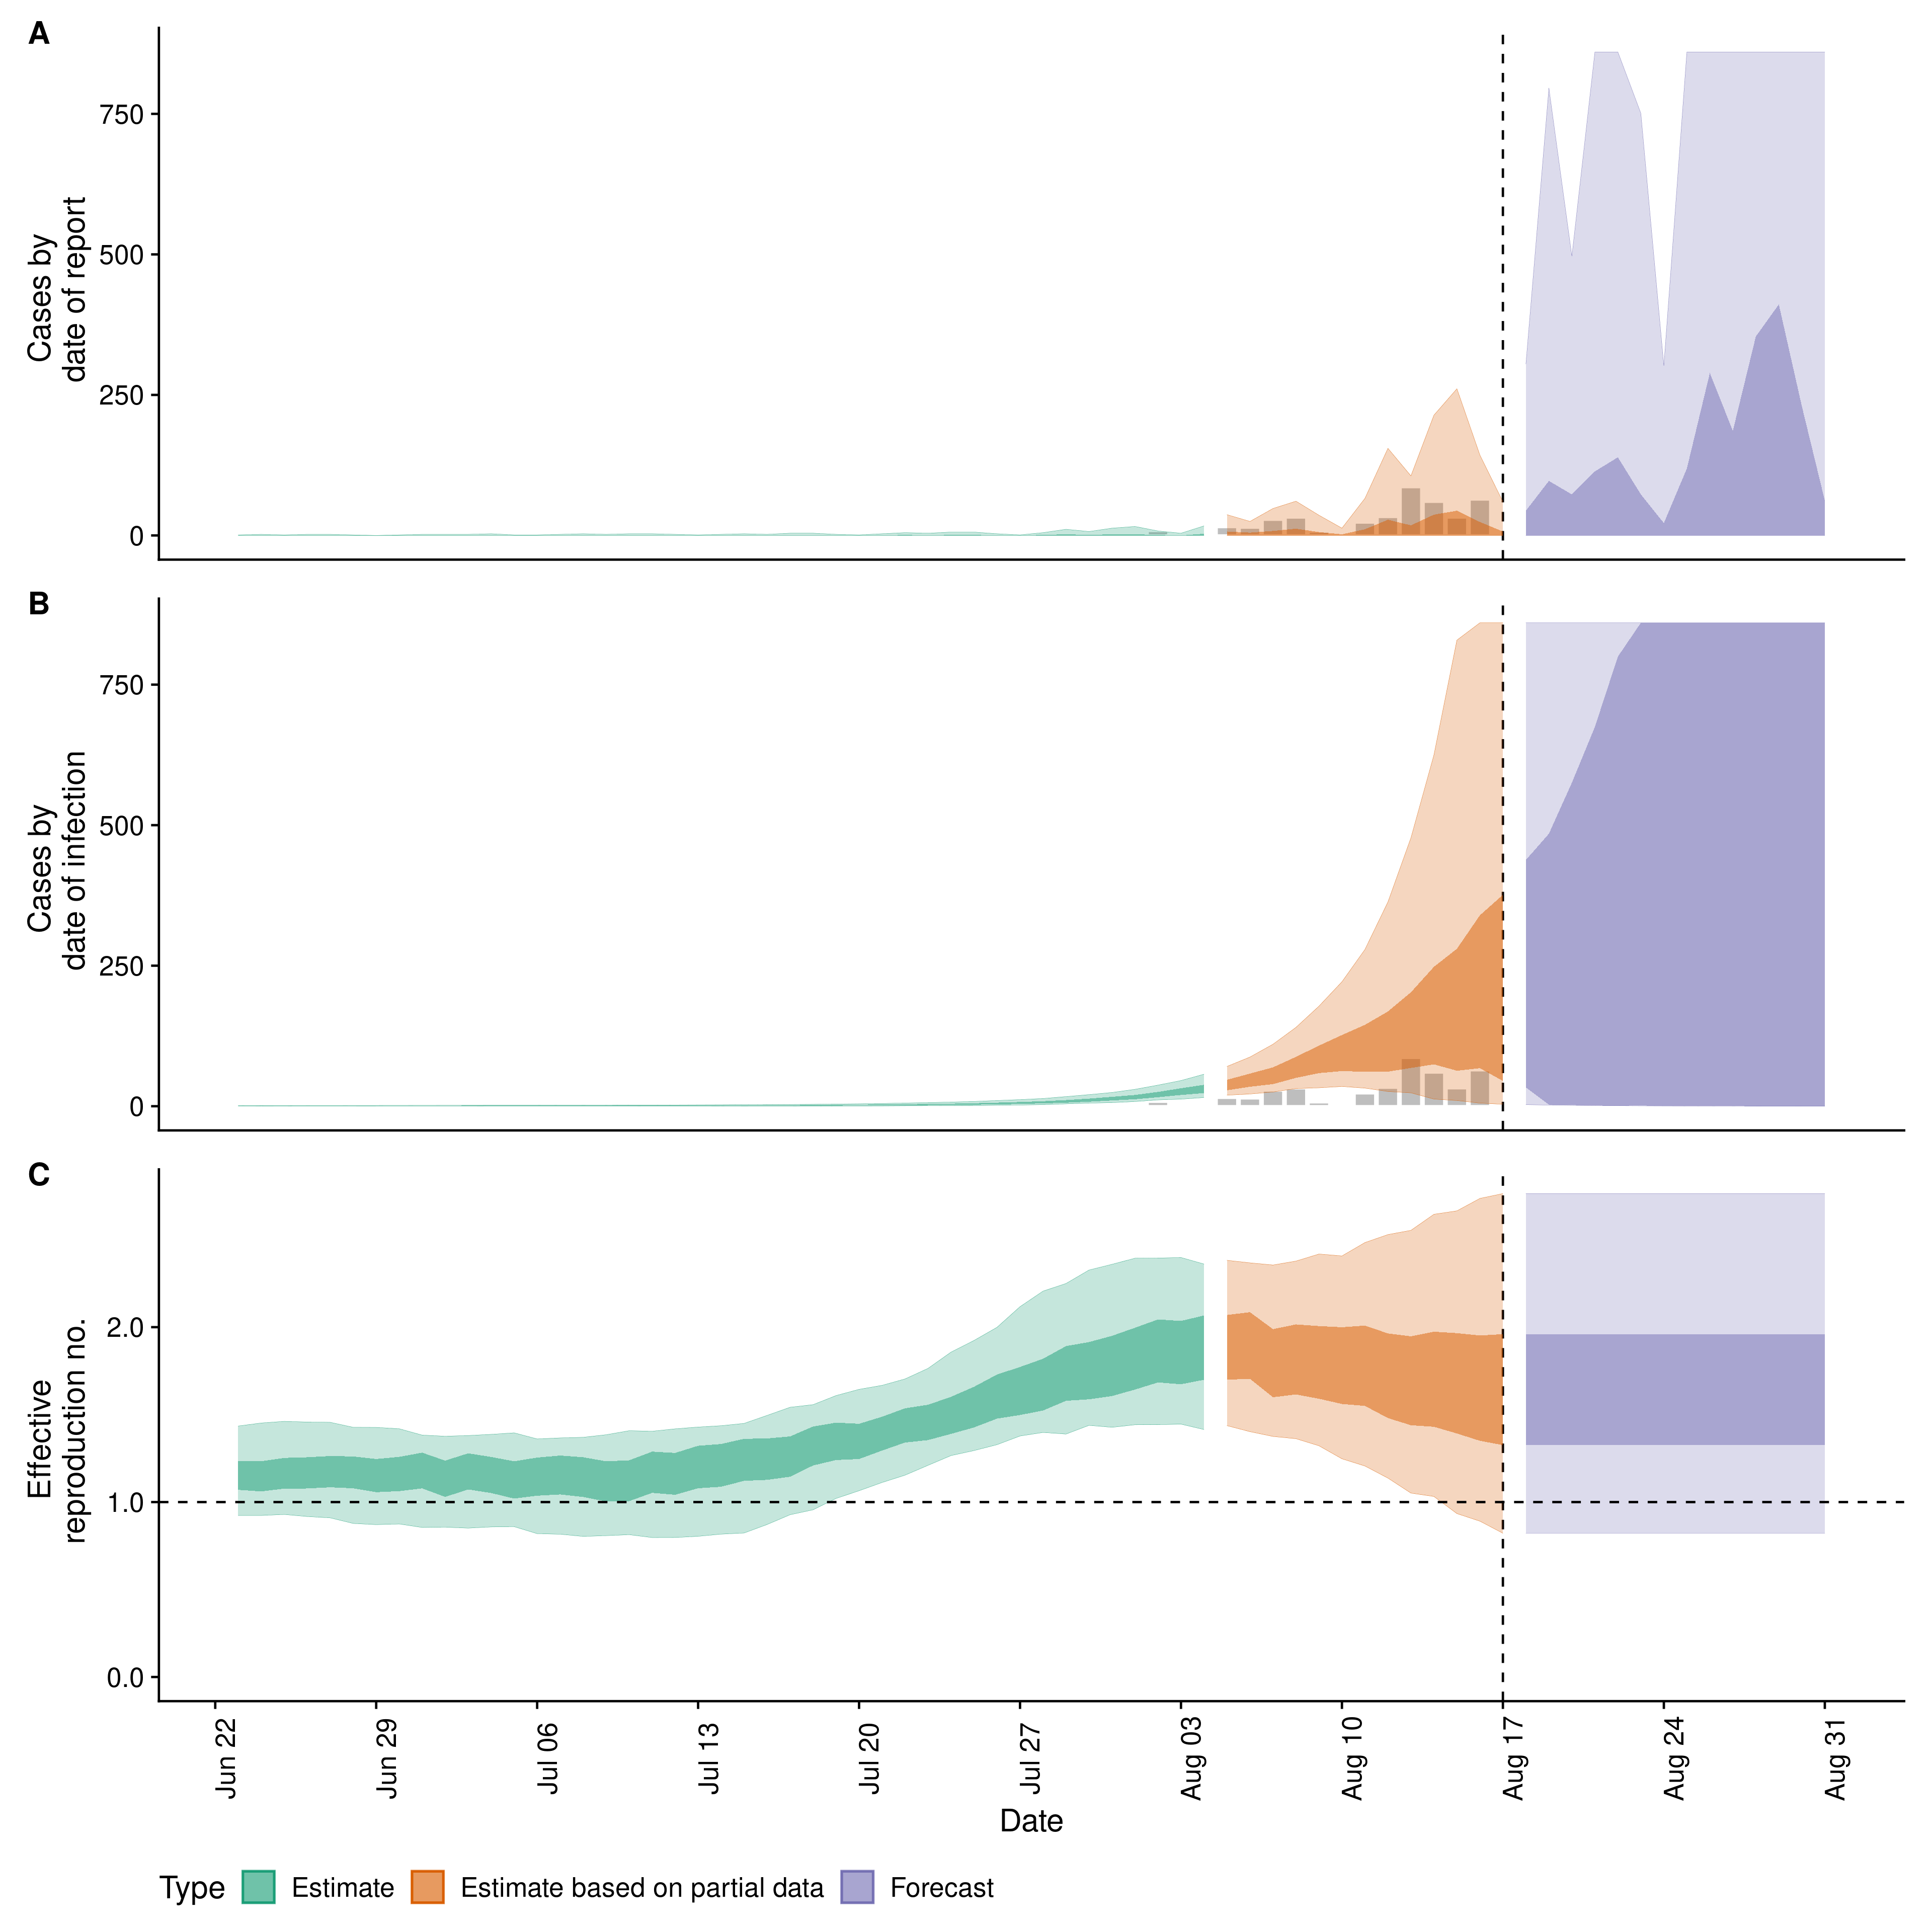 A
Cases by
date of report
750
500
250
0
B
Cases by
date of infection
750
500
250
0
C
Effective
reproduction no.
2.0
1.0
0.0
Jun 22
Jun 29
Jul 06
Jul 13
Jul 20
Jul 27
Aug 03
Aug 10
Aug 17
Aug 24
Aug 31
Date
Type Estimate Estimate based on partial data Forecast